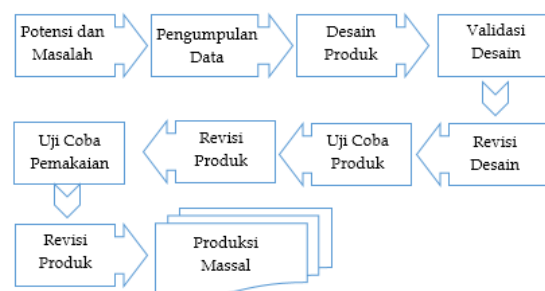 Potensi dan
Masalah
Pengumpulan
Data
Desain
Produk
Validasi
Desain
Revisi
Desain
Uji Coba
Produk
Revisi
Produk
Uji Coba
Pemakaian
Revisi
Produk
Produksi
Massal